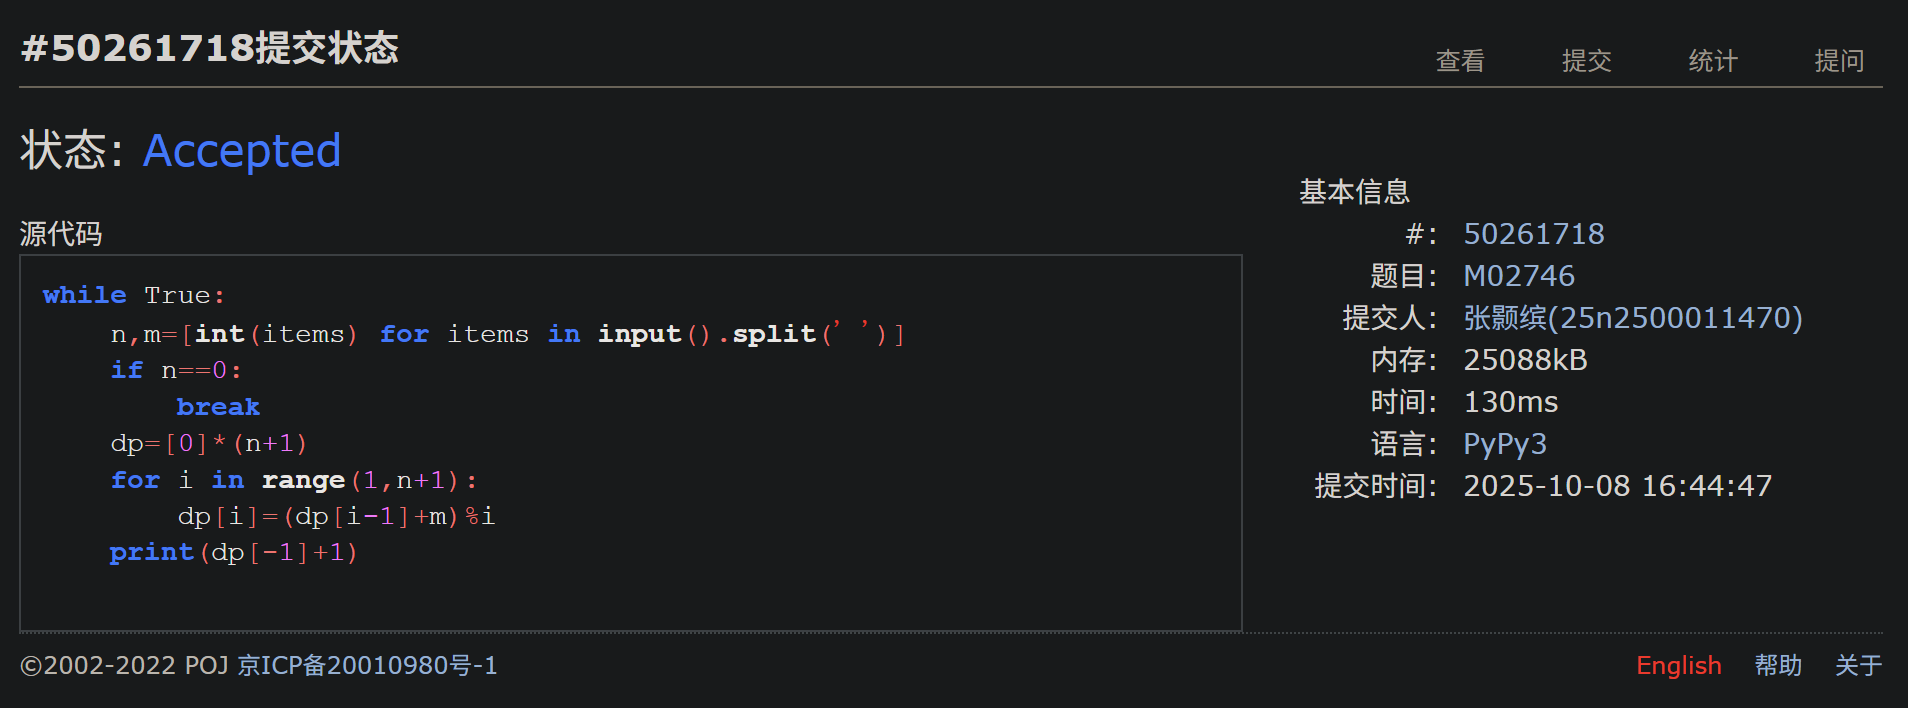 #50261718提交状态
查看 提交 统计 提问
状态: Accepted
源代码
while True:
    n,m=[int(items) for items in input().split(' ')]
    if n==0:
        break
    dp=[0]*(n+1)
    for i in range(1,n+1):
        dp[i]=(dp[i-1]+m)%i
    print(dp[-1]+1)
基本信息
#: 50261718
题目: M02746
提交人: 张颢缤(25n2500011470)
内存: 25088kB
时间: 130ms
语言: PyPy3
提交时间: 2025-10-08 16:44:47
©2002-2022 POJ 京ICP备20010980号-1
English 帮助 关于